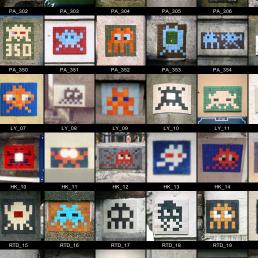 PA_302 PA_303 PA_304 PA_305 PA_306
350
PA_350 PA_351 PA_352 PA_353 PA_354
LY_07 LY_08 LY_09 LY_10 LY_11
HK_10 HK_11 HK_12 HK_13 HK_14
RTD_15 RTD_16 RTD_17 RTD_18 RTD_19